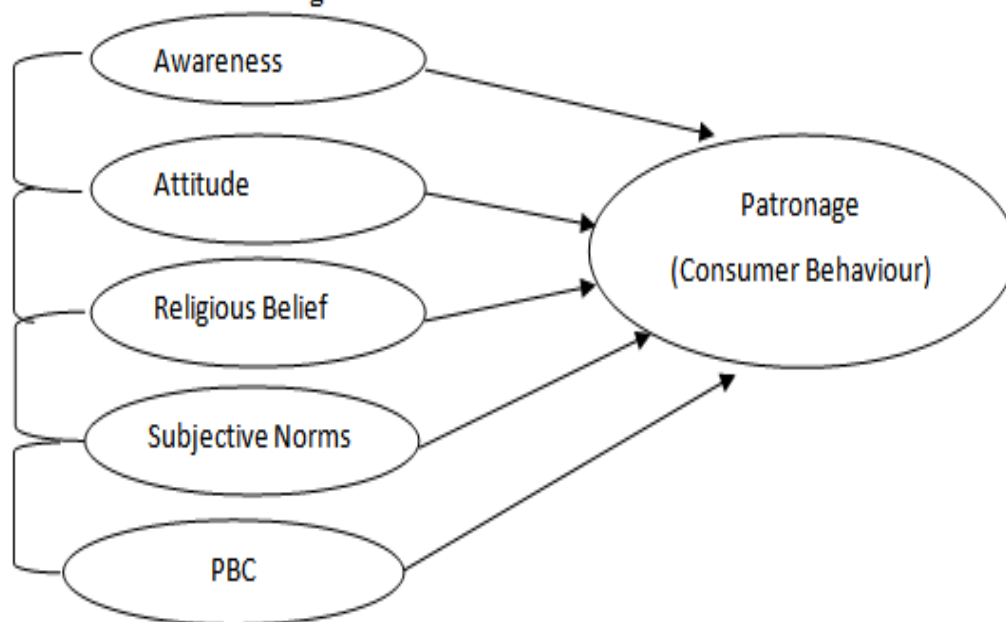 Awareness
Attitude
Religious Belief
Subjective Norms
PBC
Patronage
(Consumer Behaviour)